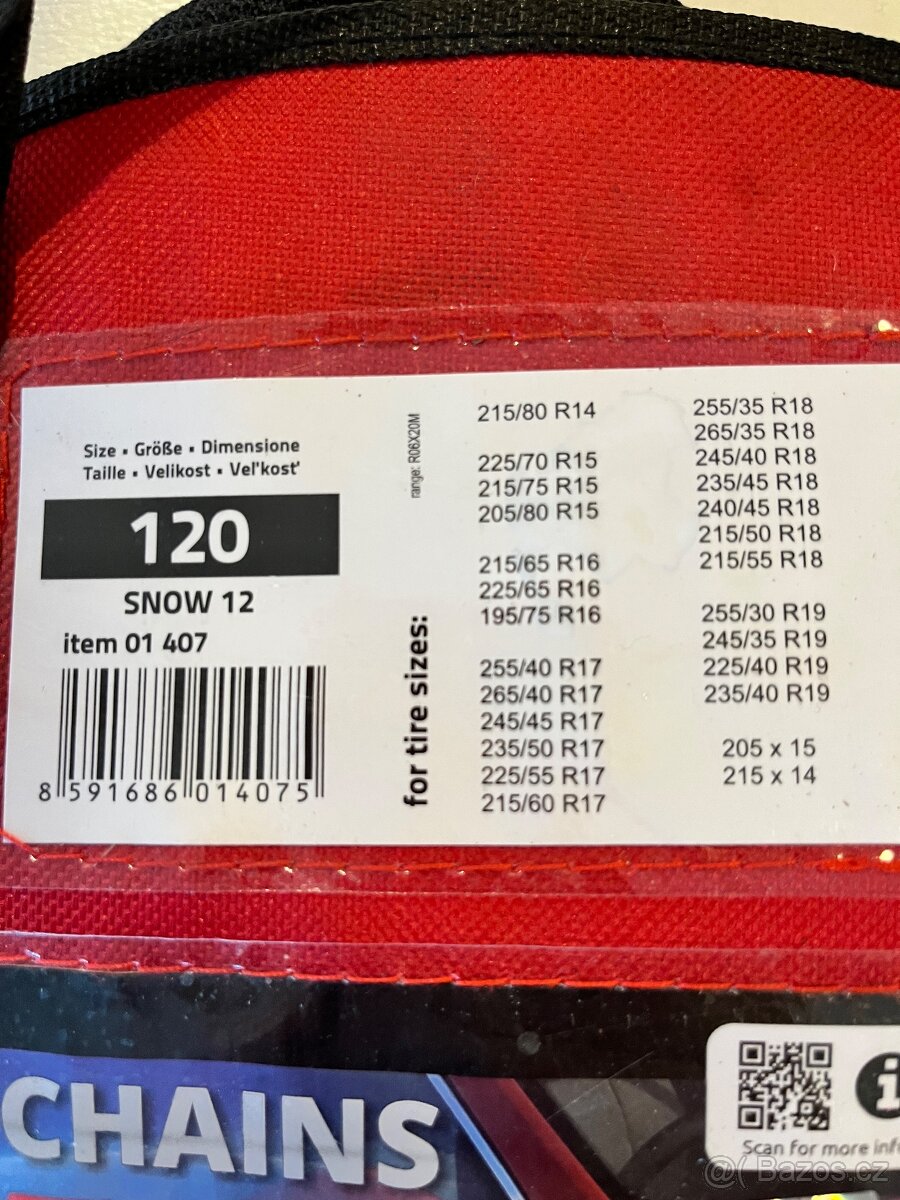 Size • Größe • Dimensione
Taille • Velikost • Vel'kosť
120
SNOW 12
item 01 407
8 591686 014075
range: R06X20M
for tire sizes:
215/80 R14
225/70 R15
215/75 R15
205/80 R15
215/65 R16
225/65 R16
195/75 R16
255/40 R17
265/40 R17
245/45 R17
235/50 R17
225/55 R17
215/60 R17
255/35 R18
265/35 R18
245/40 R18
235/45 R18
240/45 R18
215/50 R18
215/55 R18
255/30 R19
245/35 R19
225/40 R19
235/40 R19
205 x 15
215 x 14
CHAINS
i
Scan for more info
Bazos.cz